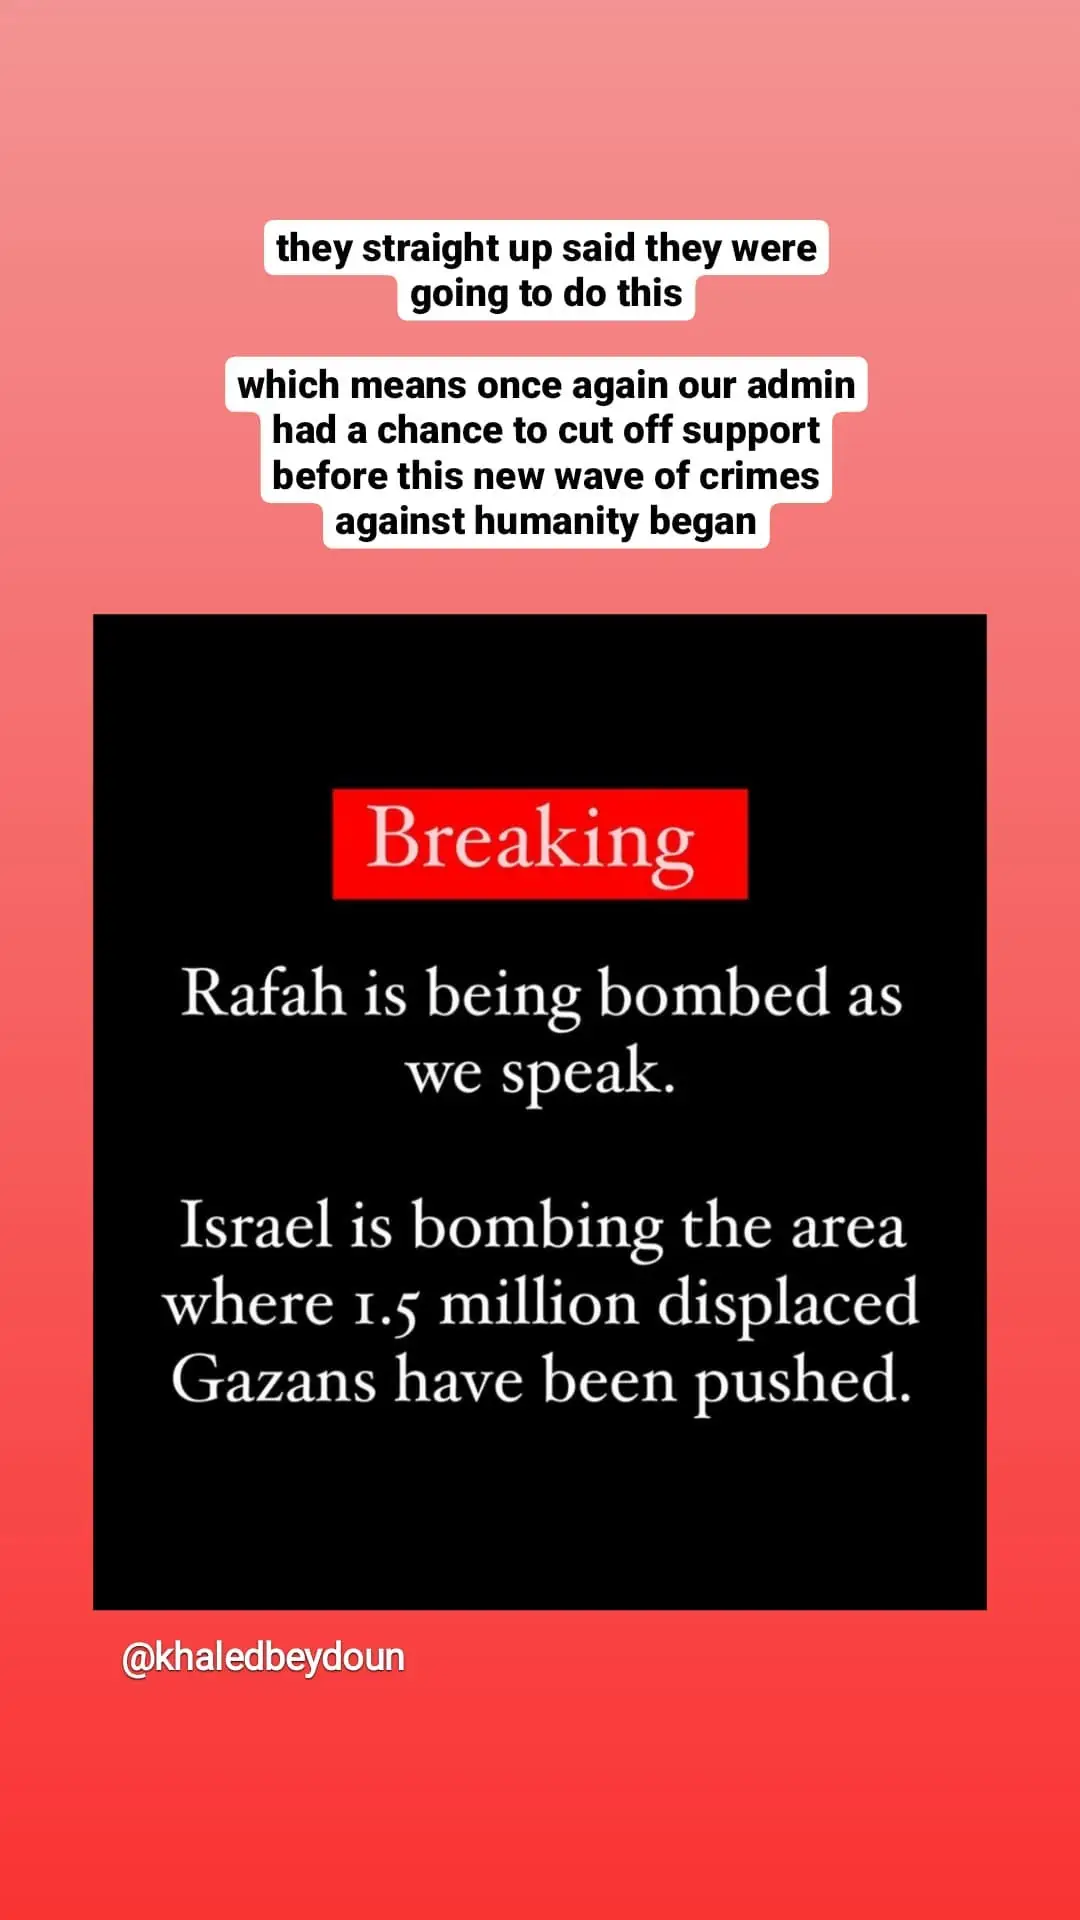 they straight up said they were
going to do this
which means once again our admin
had a chance to cut off support
before this new wave of crimes
against humanity began
Breaking
Rafah is being bombed as
we speak.
Israel is bombing the area
where 1.5 million displaced
Gazans have been pushed.
@khaledbeydoun